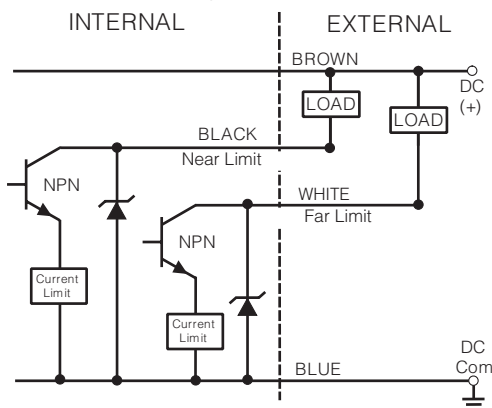 INTERNAL
EXTERNAL
BROWN
DC
(+)
LOAD
LOAD
BLACK
Near Limit
NPN
WHITE
Far Limit
NPN
Current
Limit
Current
Limit
BLUE
DC
Com